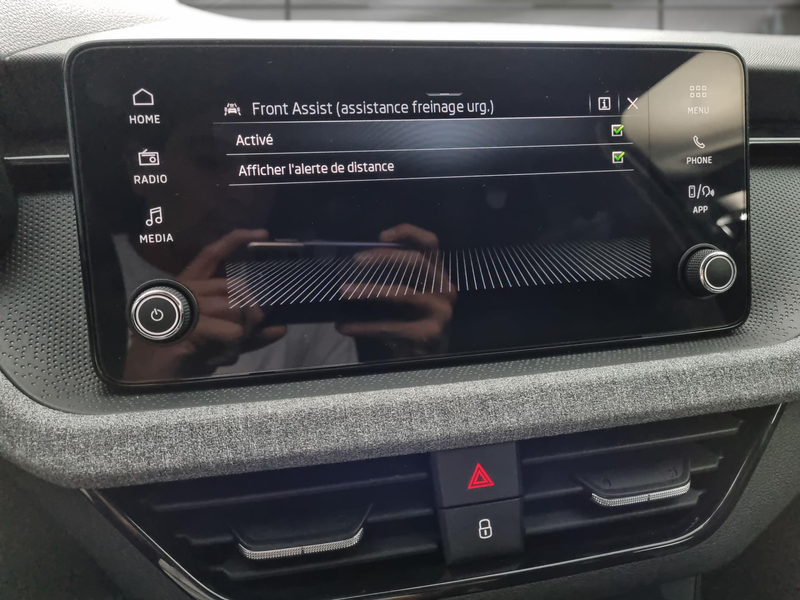 HOME
RADIO
MEDIA
Front Assist (assistance freinage urg.)
Activé
Afficher l'alerte de distance
MENU
PHONE
APP